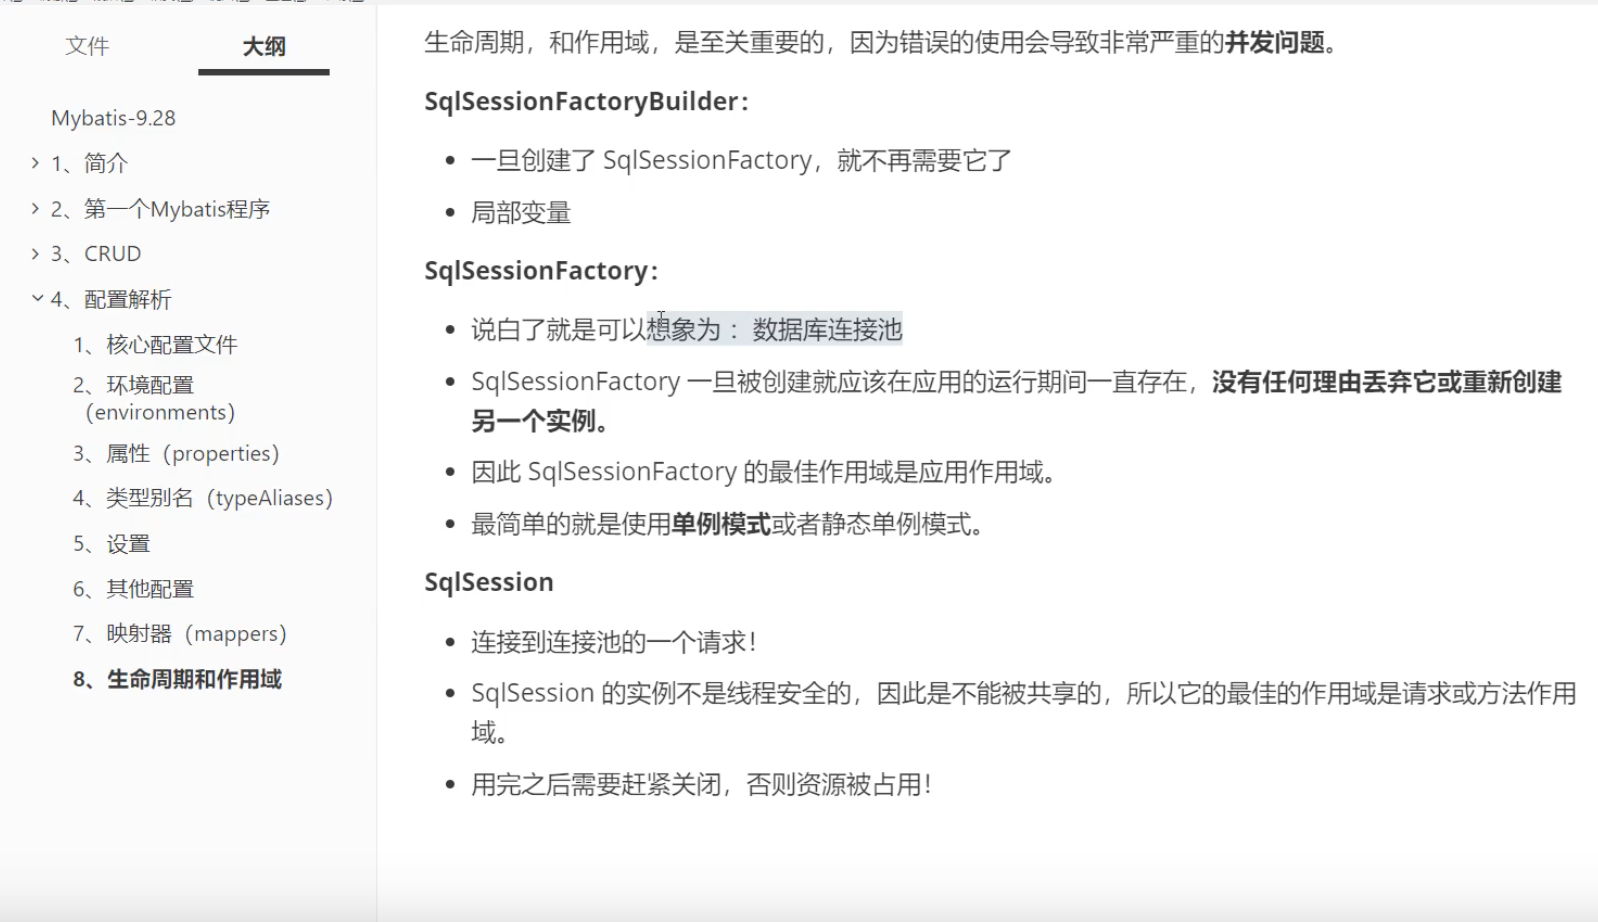 文件
大纲
Mybatis-9.28
1、简介
2、第一个Mybatis程序
3、CRUD
4、配置解析
1、核心配置文件
2、环境配置
（environments）
3、属性（properties）
4、类型别名（typeAliases）
5、设置
6、其他配置
7、映射器（mappers）
8、生命周期和作用域
生命周期，和作用域，是至关重要的，因为错误的使用会导致非常严重的并发问题。
SqlSessionFactoryBuilder：
一旦创建了 SqlSessionFactory，就不再需要它了
局部变量
SqlSessionFactory：
说白了就是可以想象为 ：数据库连接池
SqlSessionFactory 一旦被创建就应该在应用的运行期间一直存在，没有任何理由丢弃它或重新创建
另一个实例。
因此 SqlSessionFactory 的最佳作用域是应用作用域。
最简单的就是使用单例模式或者静态单例模式。
SqlSession
连接到连接池的一个请求！
SqlSession 的实例不是线程安全的，因此是不能被共享的，所以它的最佳的作用域是请求或方法作用
域。
用完之后需要赶紧关闭，否则资源被占用！